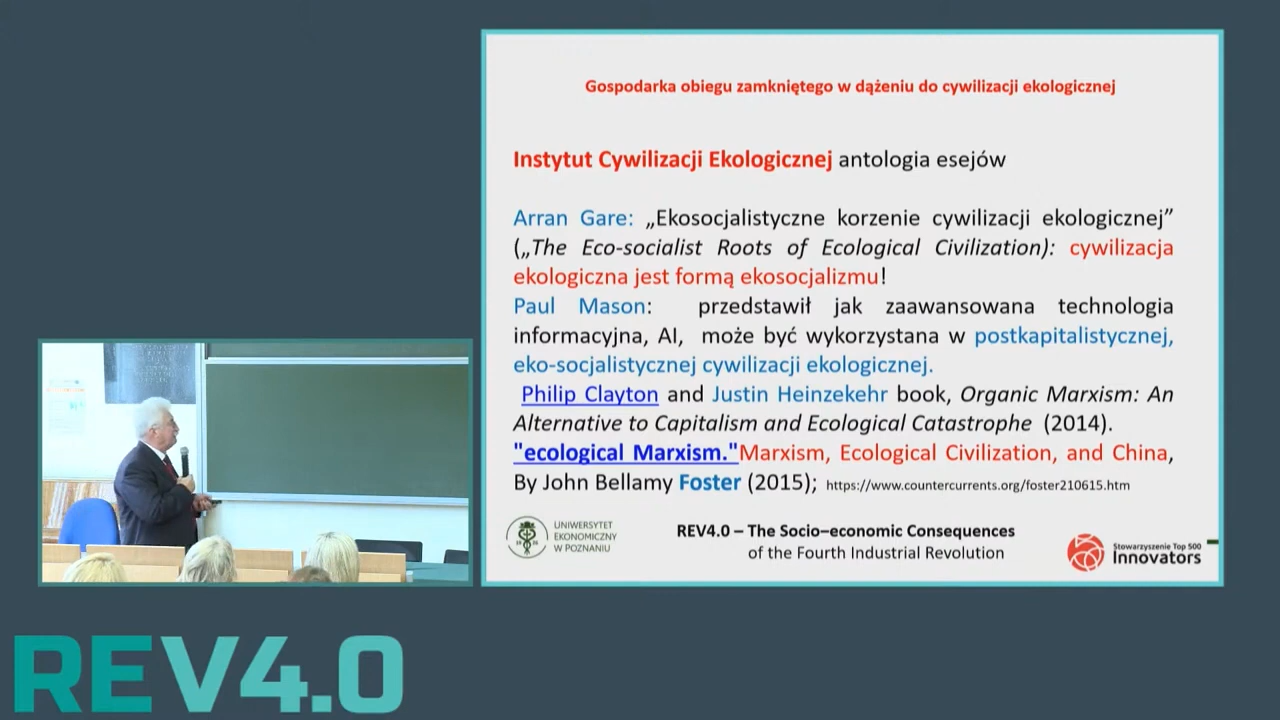 Gospodarka obiegu zamkniętego w dążeniu do cywilizacji ekologicznej
Instytut Cywilizacji Ekologicznej antologia esejów
Arran Gare: „Ekosocjalistyczne korzenie cywilizacji ekologicznej”
(„The Eco-socialist Roots of Ecological Civilization): cywilizacja
ekologiczna jest formą ekosocjalizmu!
Paul Mason: przedstawił jak zaawansowana technologia
informacyjna, AI, może być wykorzystana w postkapitalistycznej,
eko-socjalistycznej cywilizacji ekologicznej.
Philip Clayton and Justin Heinzekehr book, Organic Marxism: An
Alternative to Capitalism and Ecological Catastrophe (2014).
"ecological Marxism."Marxism, Ecological Civilization, and China,
By John Bellamy Foster (2015); https://www.countercurrents.org/foster210615.htm
UNIWERSYTET
EKONOMICZNY
W POZNANIU
REV4.0 – The Socio–economic Consequences
of the Fourth Industrial Revolution
Stowarzyszenie Top 500
Innovators
REV4.0